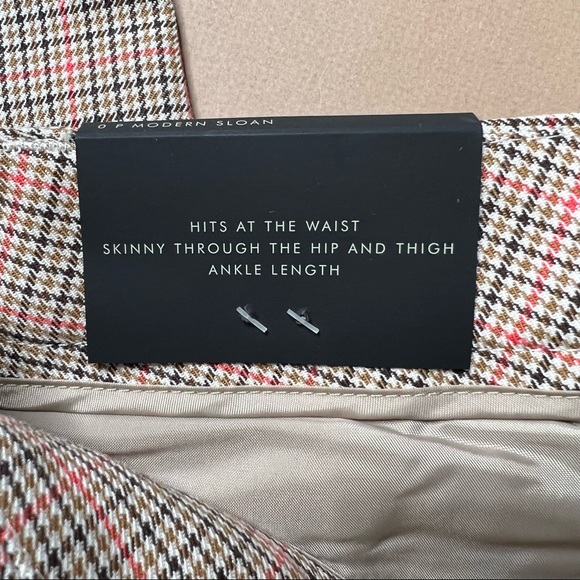 0 P MODERN SLOAN
HITS AT THE WAIST
SKINNY THROUGH THE HIP AND THIGH
ANKLE LENGTH